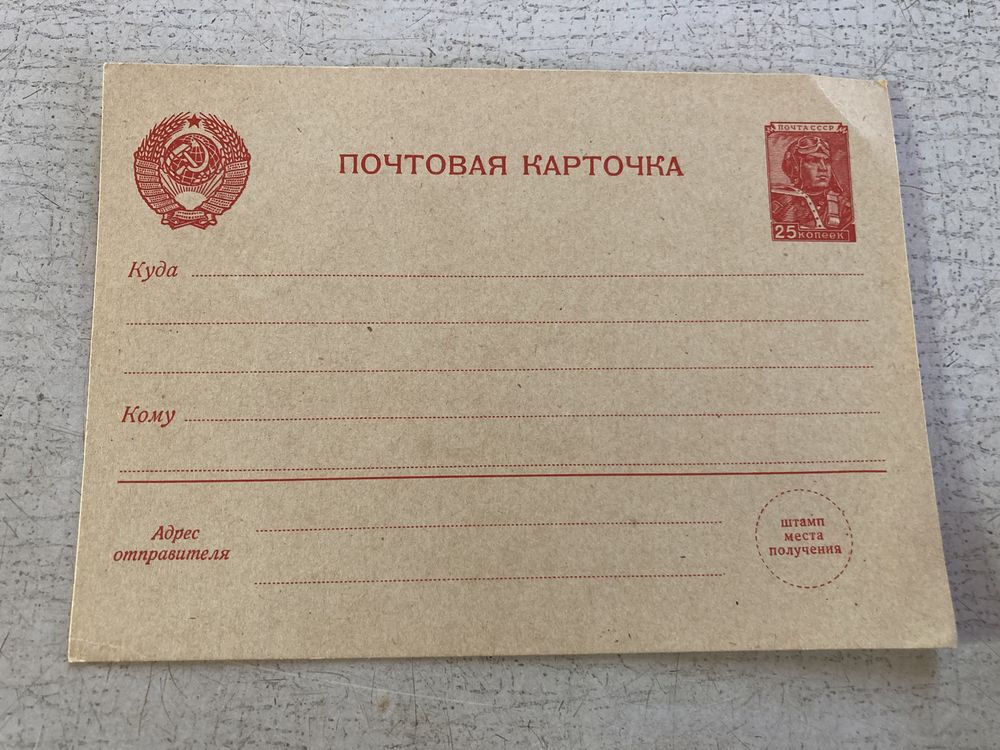 ПОЧТОВАЯ КАРТОЧКА
ПОЧТА СССР
25 КОПЕЕК
Куда
Кому
Адрес
отправителя
штамп
места
получения